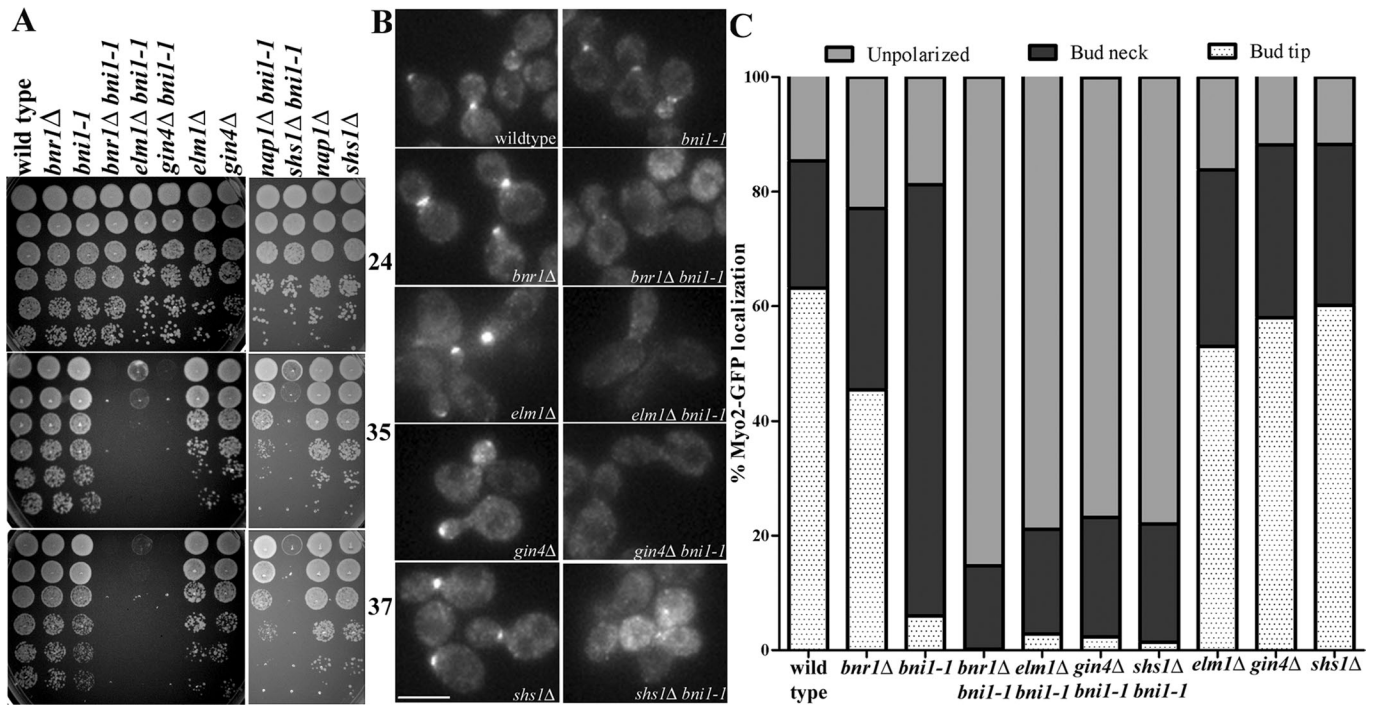 A
wild type
bnr1Δ
bni1-1
bnr1Δ bni1-1
elm1Δ bni1-1
gin4Δ bni1-1
elm1Δ
gin4Δ
nap1Δ bni1-1
shs1Δ bni1-1
nap1Δ
shs1Δ
24
35
37
B
wildtype
bni1-1
bnr1Δ
bnr1Δ bni1-1
elm1Δ
elm1Δ bni1-1
gin4Δ
gin4Δ bni1-1
shs1Δ
shs1Δ bni1-1
C
Unpolarized
Bud neck
Bud tip
% Myo2-GFP localization
100
80
60
40
20
0
wild type
bnr1Δ
bni1-1
bnr1Δ bni1-1
elm1Δ bni1-1
gin4Δ bni1-1
shs1Δ bni1-1
elm1Δ
gin4Δ
shs1Δ